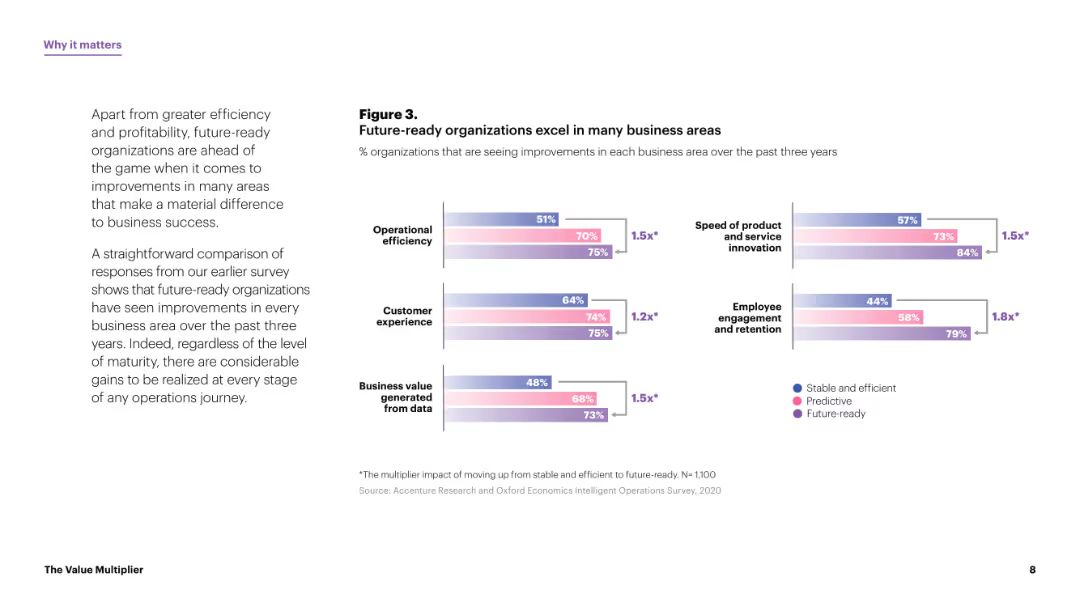 Why it matters
Apart from greater efficiency
and profitability, future-ready
organizations are ahead of
the game when it comes to
improvements in many areas
that make a material difference
to business success.
A straightforward comparison of
responses from our earlier survey
shows that future-ready organizations
have seen improvements in every
business area over the past three
years. Indeed, regardless of the level
of maturity, there are considerable
gains to be realized at every stage
of any operations journey.
Figure 3.
Future-ready organizations excel in many business areas
% organizations that are seeing improvements in each business area over the past three years
Operational
efficiency
51%
70%
75%
1.5x*
Customer
experience
64%
74%
75%
1.2x*
Business value
generated
from data
48%
68%
73%
1.5x*
Speed of product
and service
innovation
57%
73%
84%
1.5x*
Employee
engagement
and retention
44%
58%
79%
1.8x*
Stable and efficient
Predictive
Future-ready
*The multiplier impact of moving up from stable and efficient to future-ready. N= 1,100
Source: Accenture Research and Oxford Economics Intelligent Operations Survey, 2020
The Value Multiplier
8